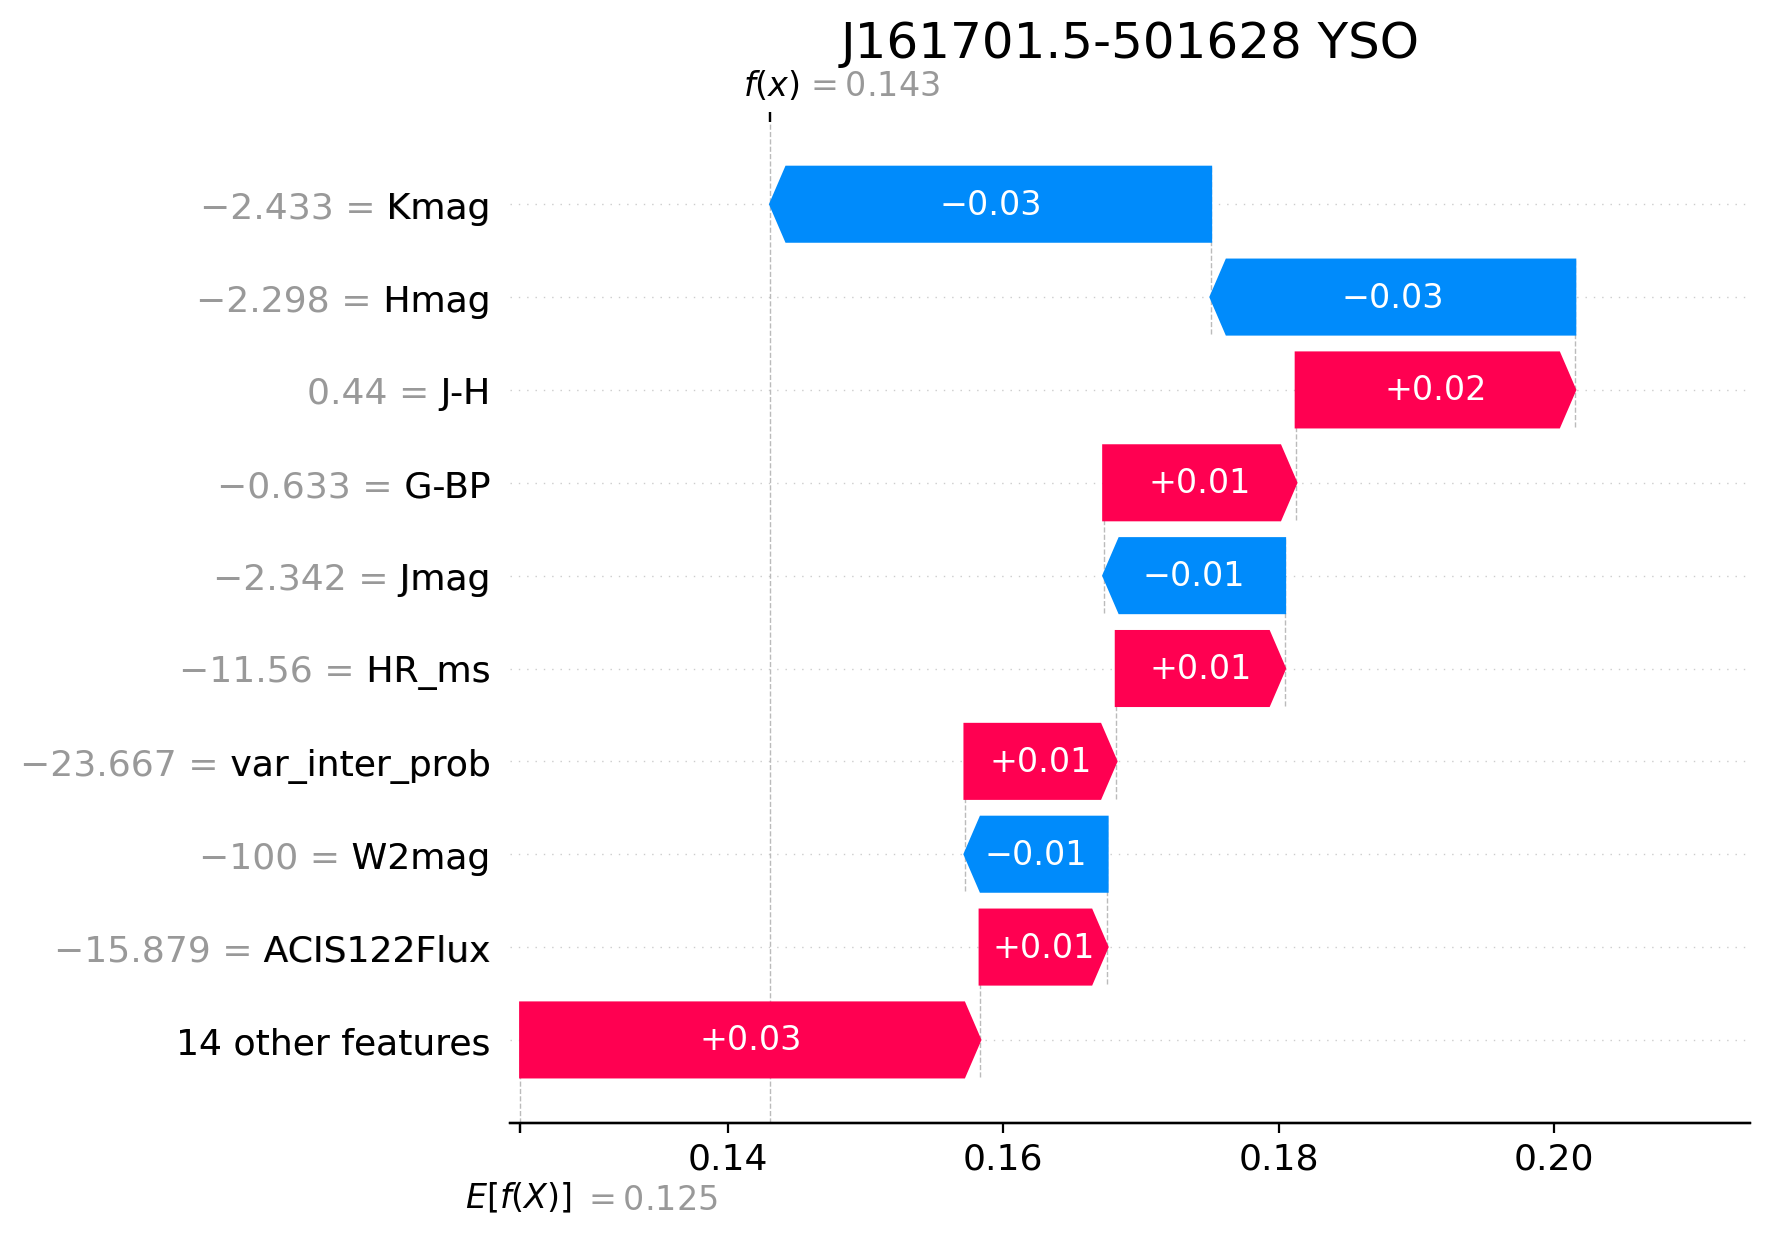 J161701.5-501628 YSO
f(x) = 0.143
−2.433 = Kmag −0.03
−2.298 = Hmag −0.03
0.44 = J-H +0.02
−0.633 = G-BP +0.01
−2.342 = Jmag −0.01
−11.56 = HR_ms +0.01
−23.667 = var_inter_prob +0.01
−100 = W2mag −0.01
−15.879 = ACIS122Flux +0.01
14 other features +0.03
0.14 0.16 0.18 0.20
E[f(X)] = 0.125